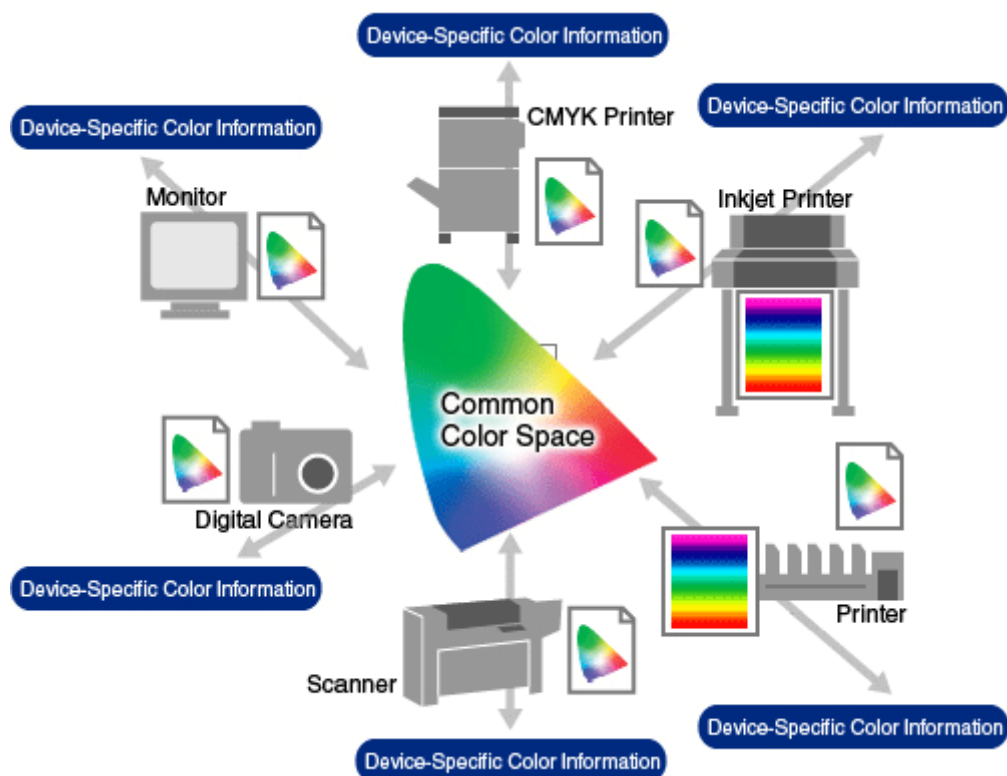 Device-Specific Color Information
Device-Specific Color Information
Device-Specific Color Information
CMYK Printer
Monitor
Inkjet Printer
Common
Color Space
Digital Camera
Device-Specific Color Information
Printer
Scanner
Device-Specific Color Information
Device-Specific Color Information